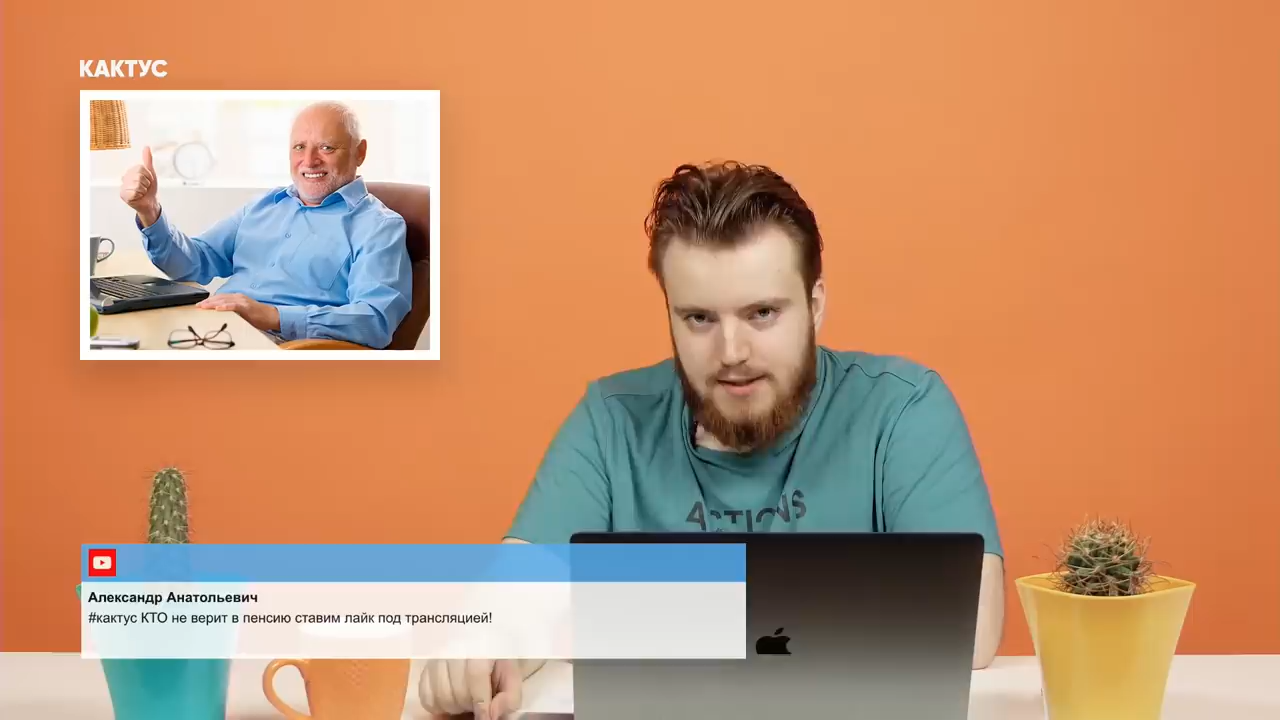 КАКТУС
ACTIONS
Александр Анатольевич
#кактус КТО не верит в пенсию ставим лайк под трансляцией!